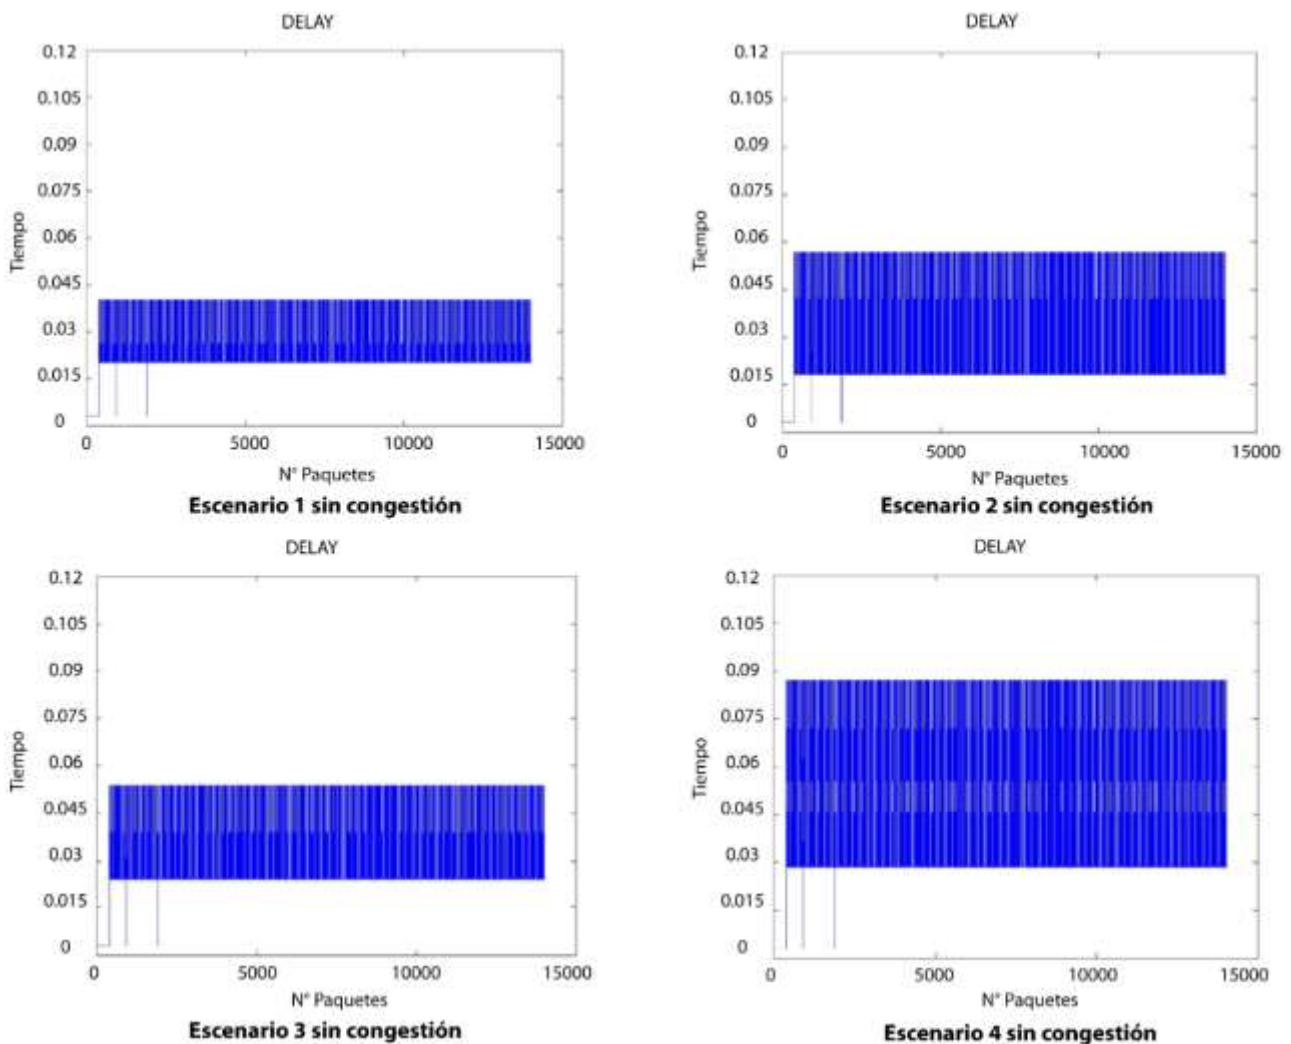 DELAY
0.12
0.105
0.09
0.075
0.06
0.045
0.03
0.015
0
Tiempo
0 5000 10000 15000
N° Paquetes
Escenario 1 sin congestión
DELAY
0.12
0.105
0.09
0.075
0.06
0.045
0.03
0.015
0
Tiempo
0 5000 10000 15000
N° Paquetes
Escenario 2 sin congestión
DELAY
0.12
0.105
0.09
0.075
0.06
0.045
0.03
0.015
0
Tiempo
0 5000 10000 15000
N° Paquetes
Escenario 3 sin congestión
DELAY
0.12
0.105
0.09
0.075
0.06
0.045
0.03
0.015
0
Tiempo
0 5000 10000 15000
N° Paquetes
Escenario 4 sin congestión